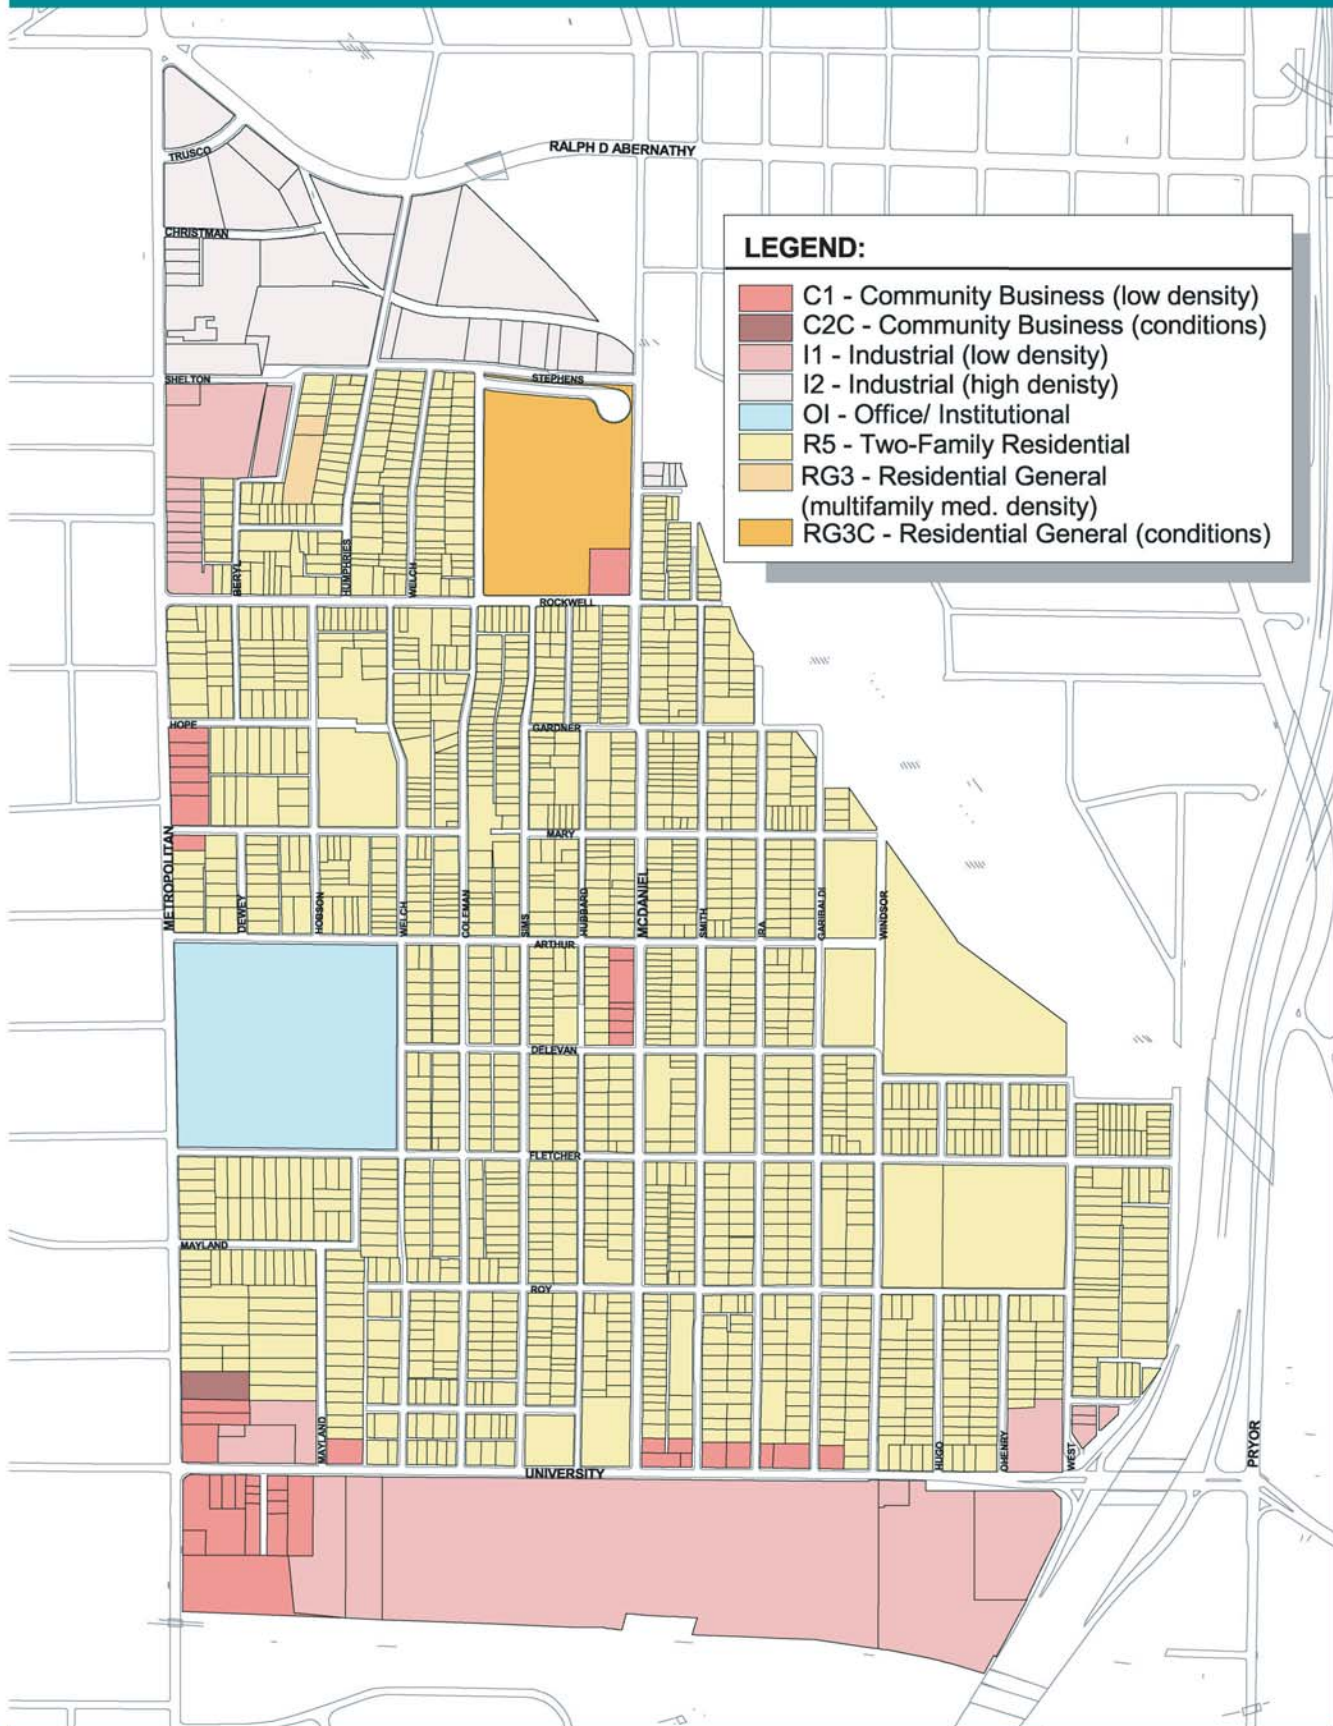 RALPH D ABERNATHY
TRUSCO
CHRISTMAN
LEGEND:
C1 - Community Business (low density)
C2C - Community Business (conditions)
I1 - Industrial (low density)
I2 - Industrial (high denisty)
OI - Office/ Institutional
R5 - Two-Family Residential
RG3 - Residential General
(multifamily med. density)
RG3C - Residential General (conditions)
SHELTON
STEPHENS
BERYL
HUMPHRIES
WELCH
ROCKWELL
HOPE
GARDNER
MARY
METROPOLITAN
DEWEY
HOBSON
WELCH
COLEMAN
SIMS
HUBBARD
MCDANIEL
SMITH
IRA
GARIBALDI
WINDSOR
ARTHUR
DELEVAN
FLETCHER
MAYLAND
ROY
MAYLAND
HUGO
OHENRY
WEST
PRYOR
UNIVERSITY